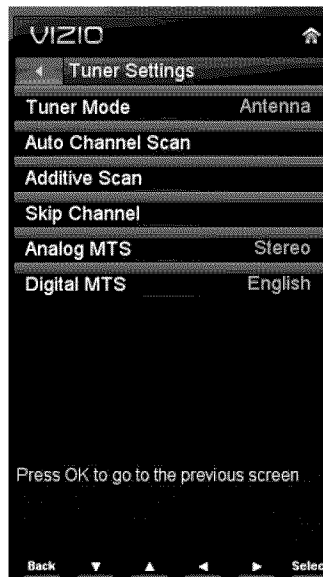 VIZIO
Tuner Settings
Tuner Mode Antenna
Auto Channel Scan
Additive Scan
Skip Channel
Analog MTS Stereo
Digital MTS English
Press OK to go to the previous screen
Back ▼ ▲ ◄ ► Selec